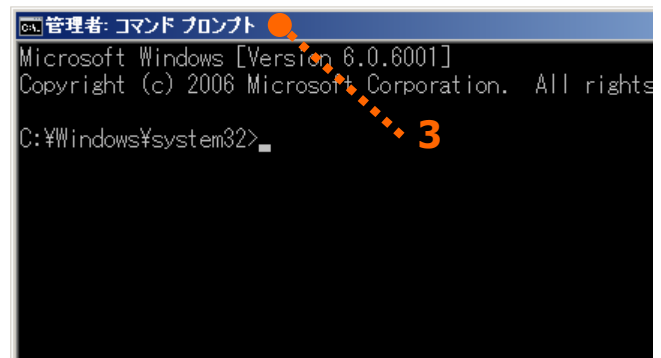 管理者: コマンド プロンプト
Microsoft Windows [Version 6.0.6001]
Copyright (c) 2006 Microsoft Corporation. All rights
C:¥Windows¥system32>
3